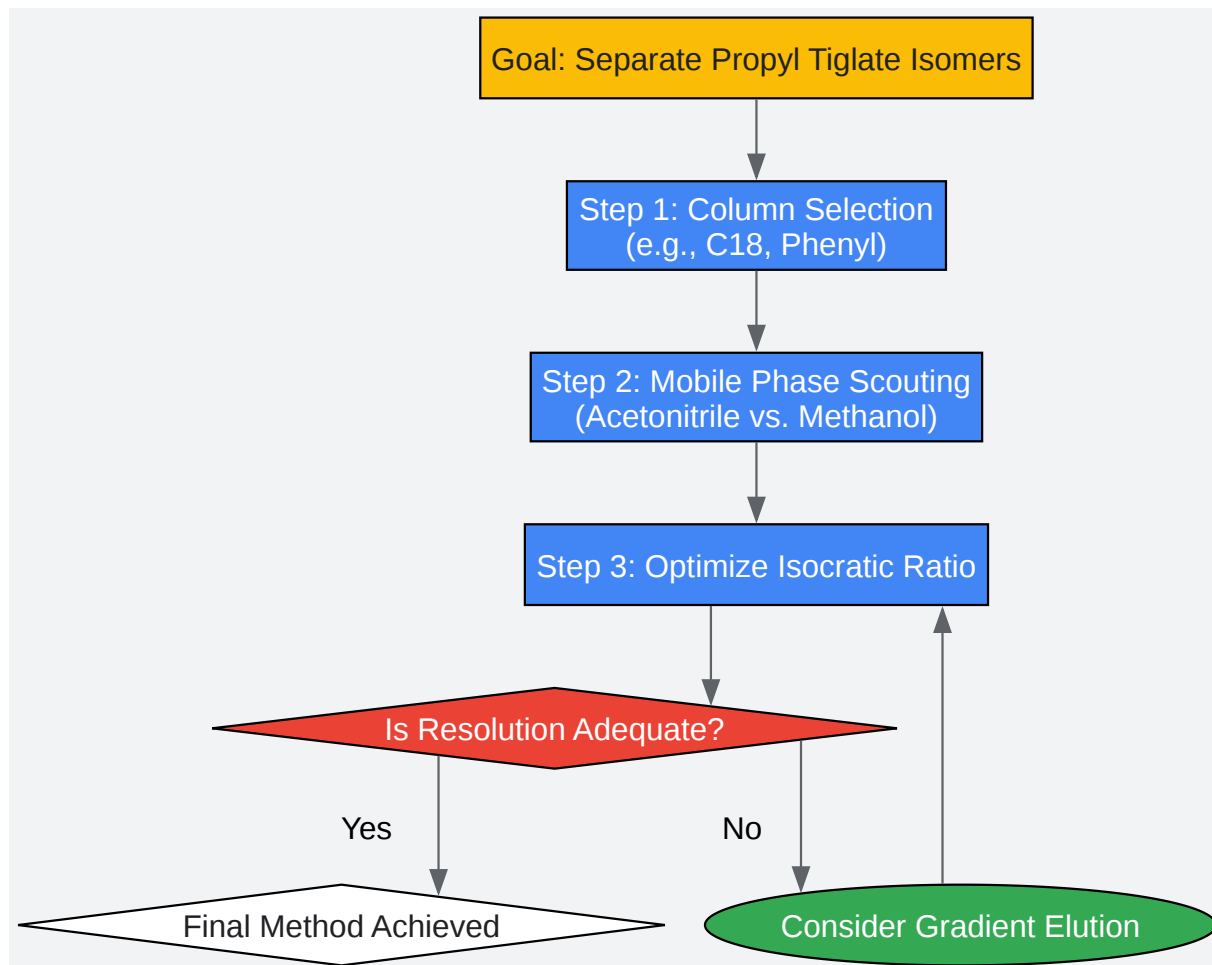 Goal: Separate Propyl Tiglate Isomers
Step 1: Column Selection
(e.g., C18, Phenyl)
Step 2: Mobile Phase Scouting
(Acetonitrile vs. Methanol)
Step 3: Optimize Isocratic Ratio
Is Resolution Adequate?
Yes
No
Final Method Achieved
Consider Gradient Elution